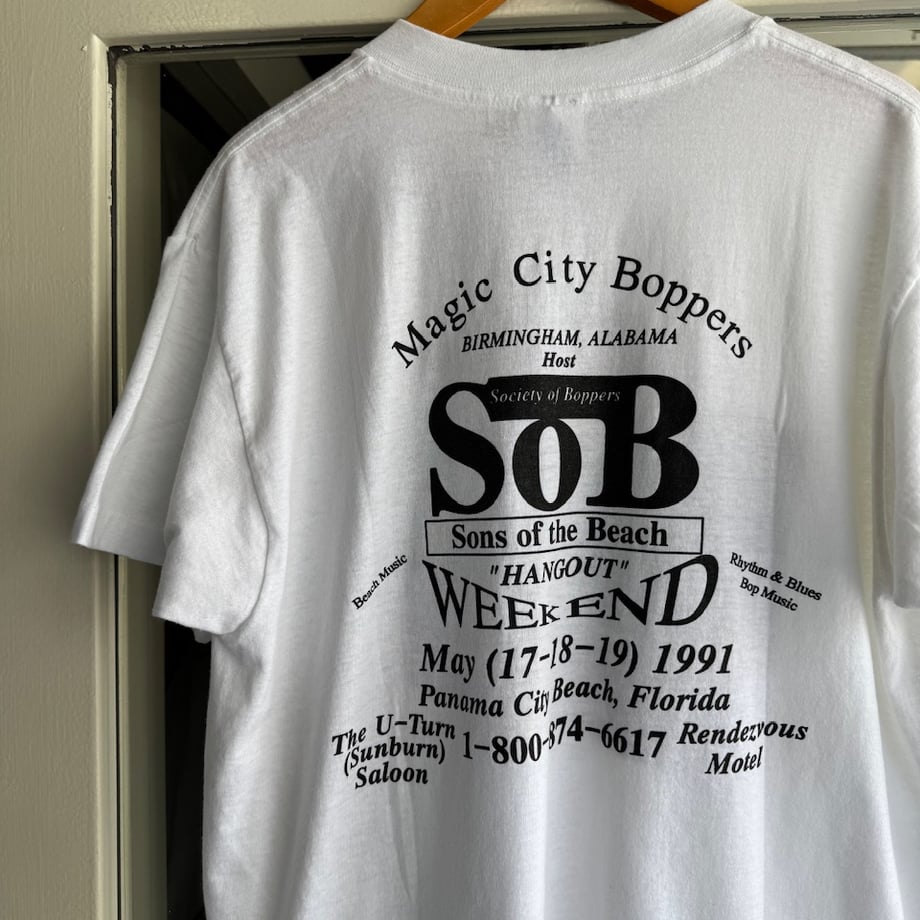 Magic City Boppers
BIRMINGHAM, ALABAMA
Host
Society of Boppers
SoB
Sons of the Beach
"HANGOUT"
WEEKEND
Beach Music
Rhythm & Blues
Bop Music
May (17-18-19) 1991
Panama City Beach, Florida
The U-Turn
(Sunburn)
Saloon
1-800-874-6617
Rendezvous
Motel